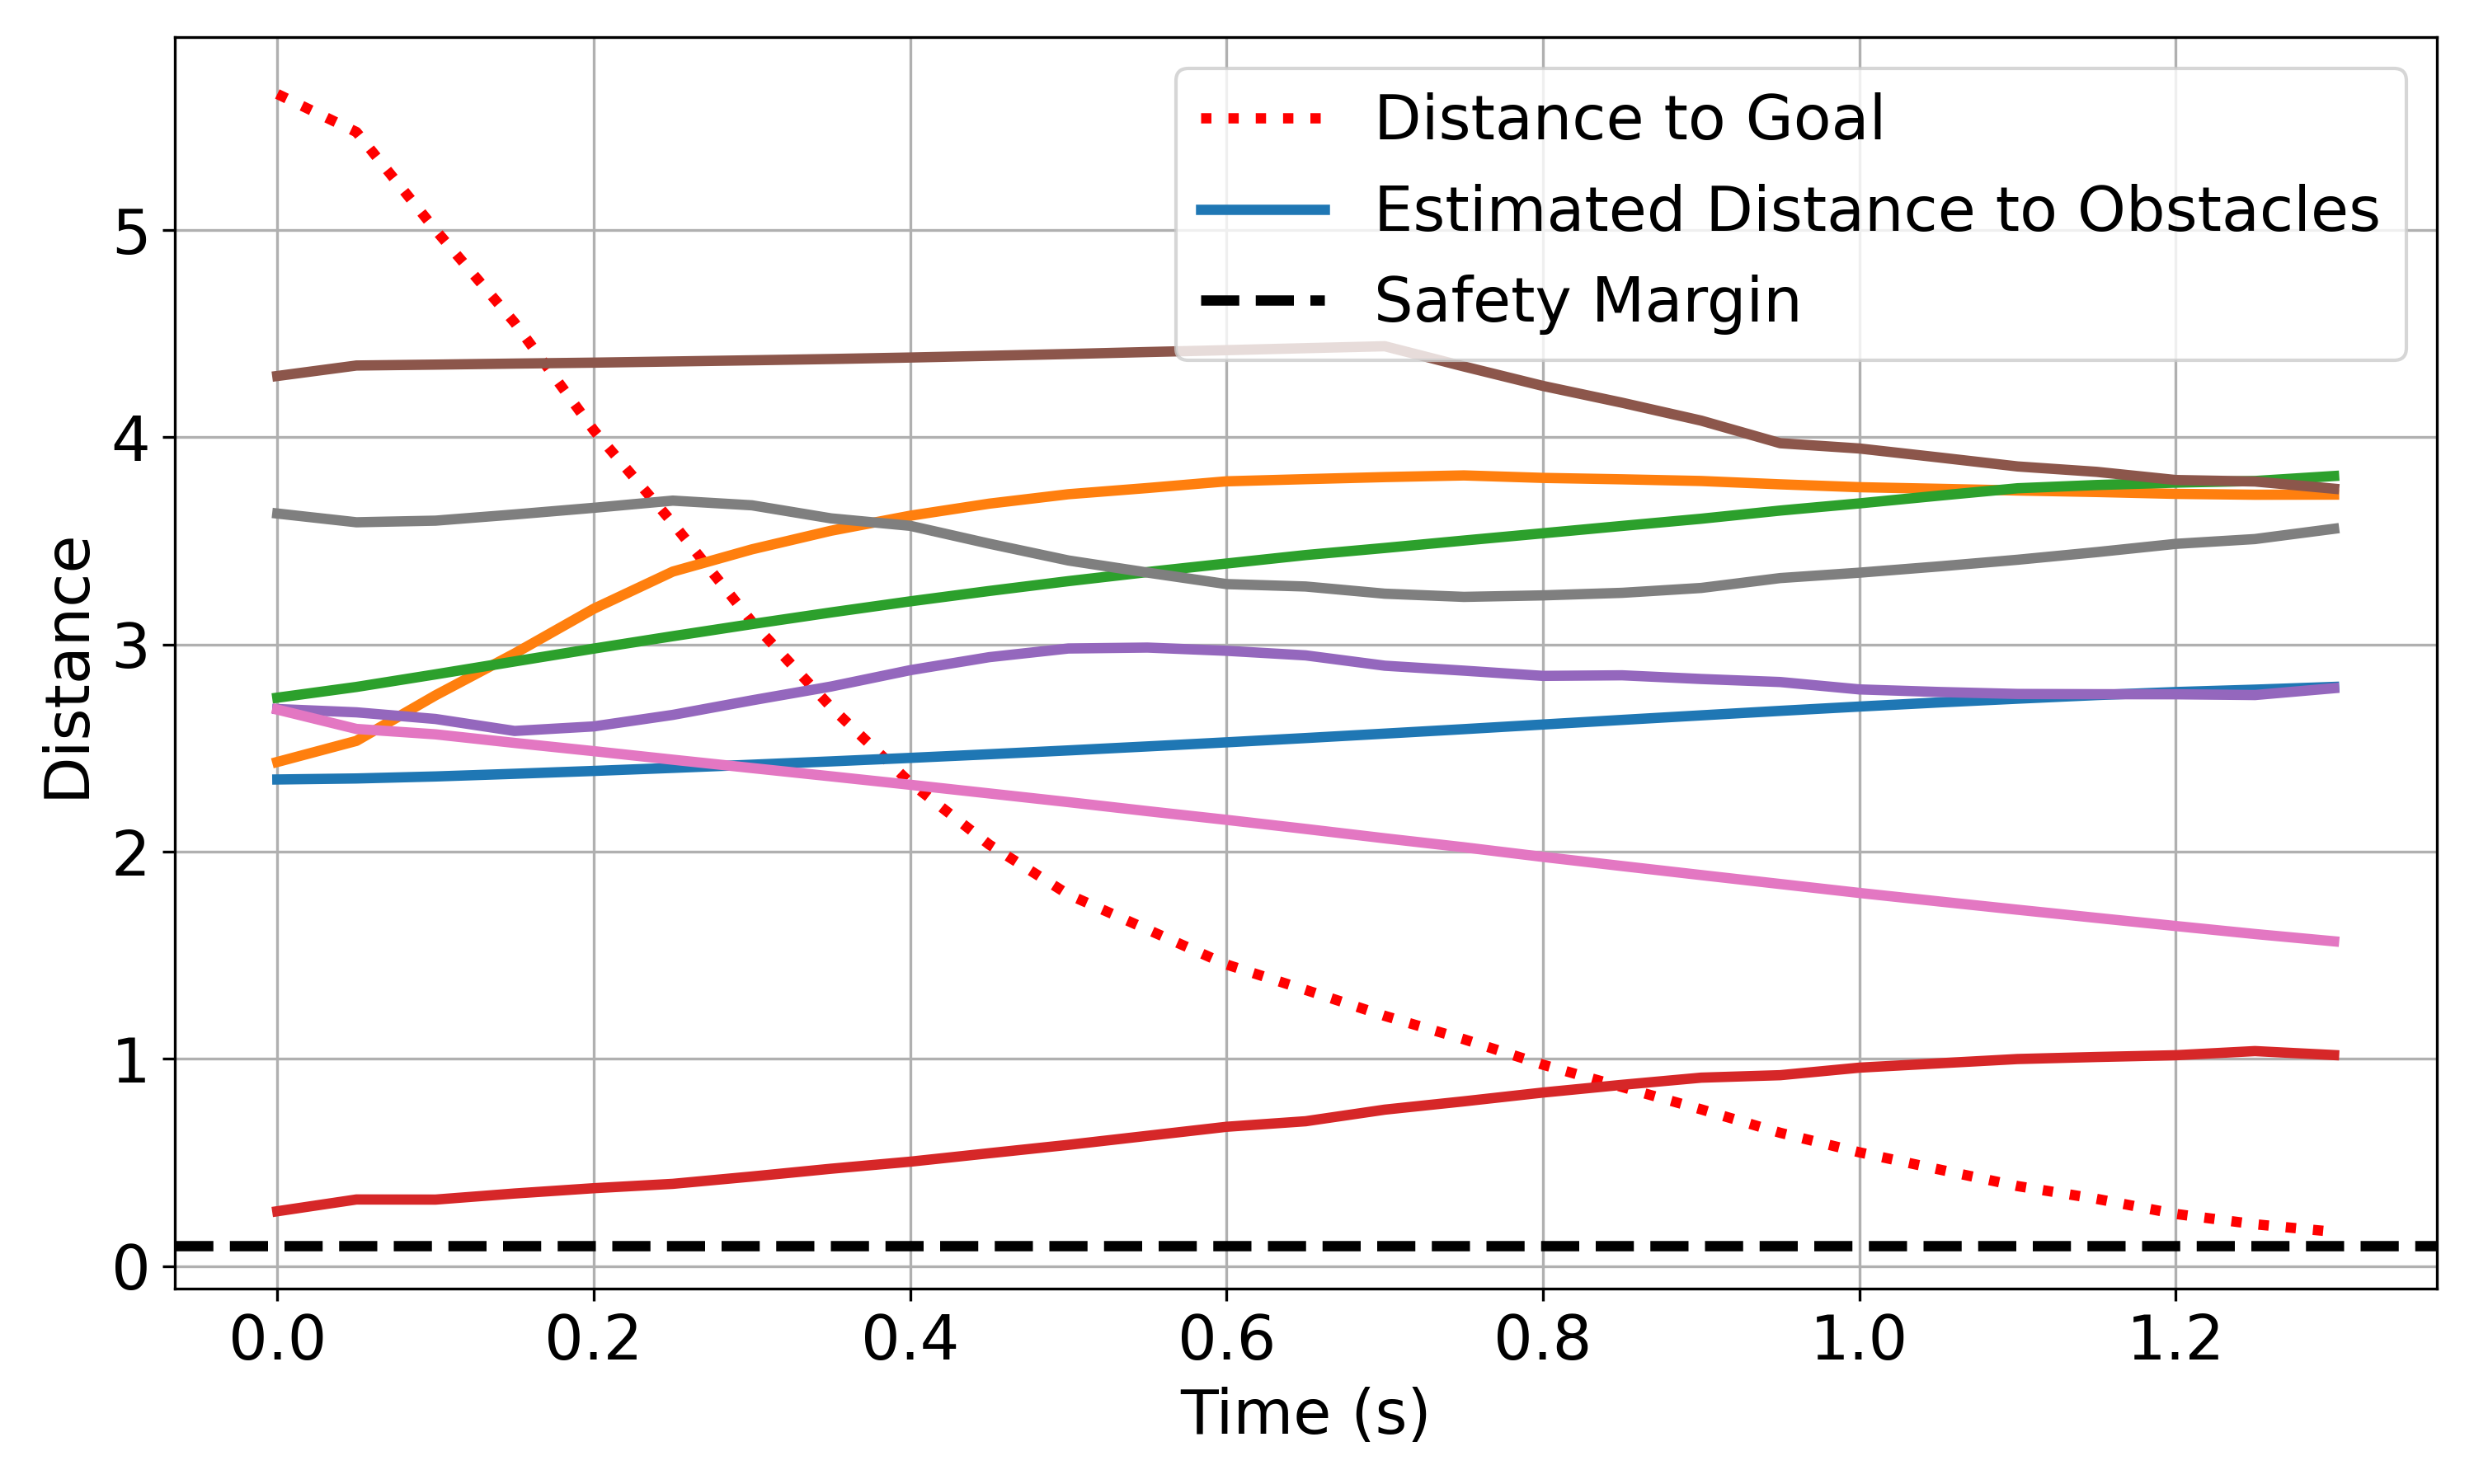 Distance to Goal
Estimated Distance to Obstacles
Safety Margin
Distance
5
4
3
2
1
0
0.0 0.2 0.4 0.6 0.8 1.0 1.2
Time (s)